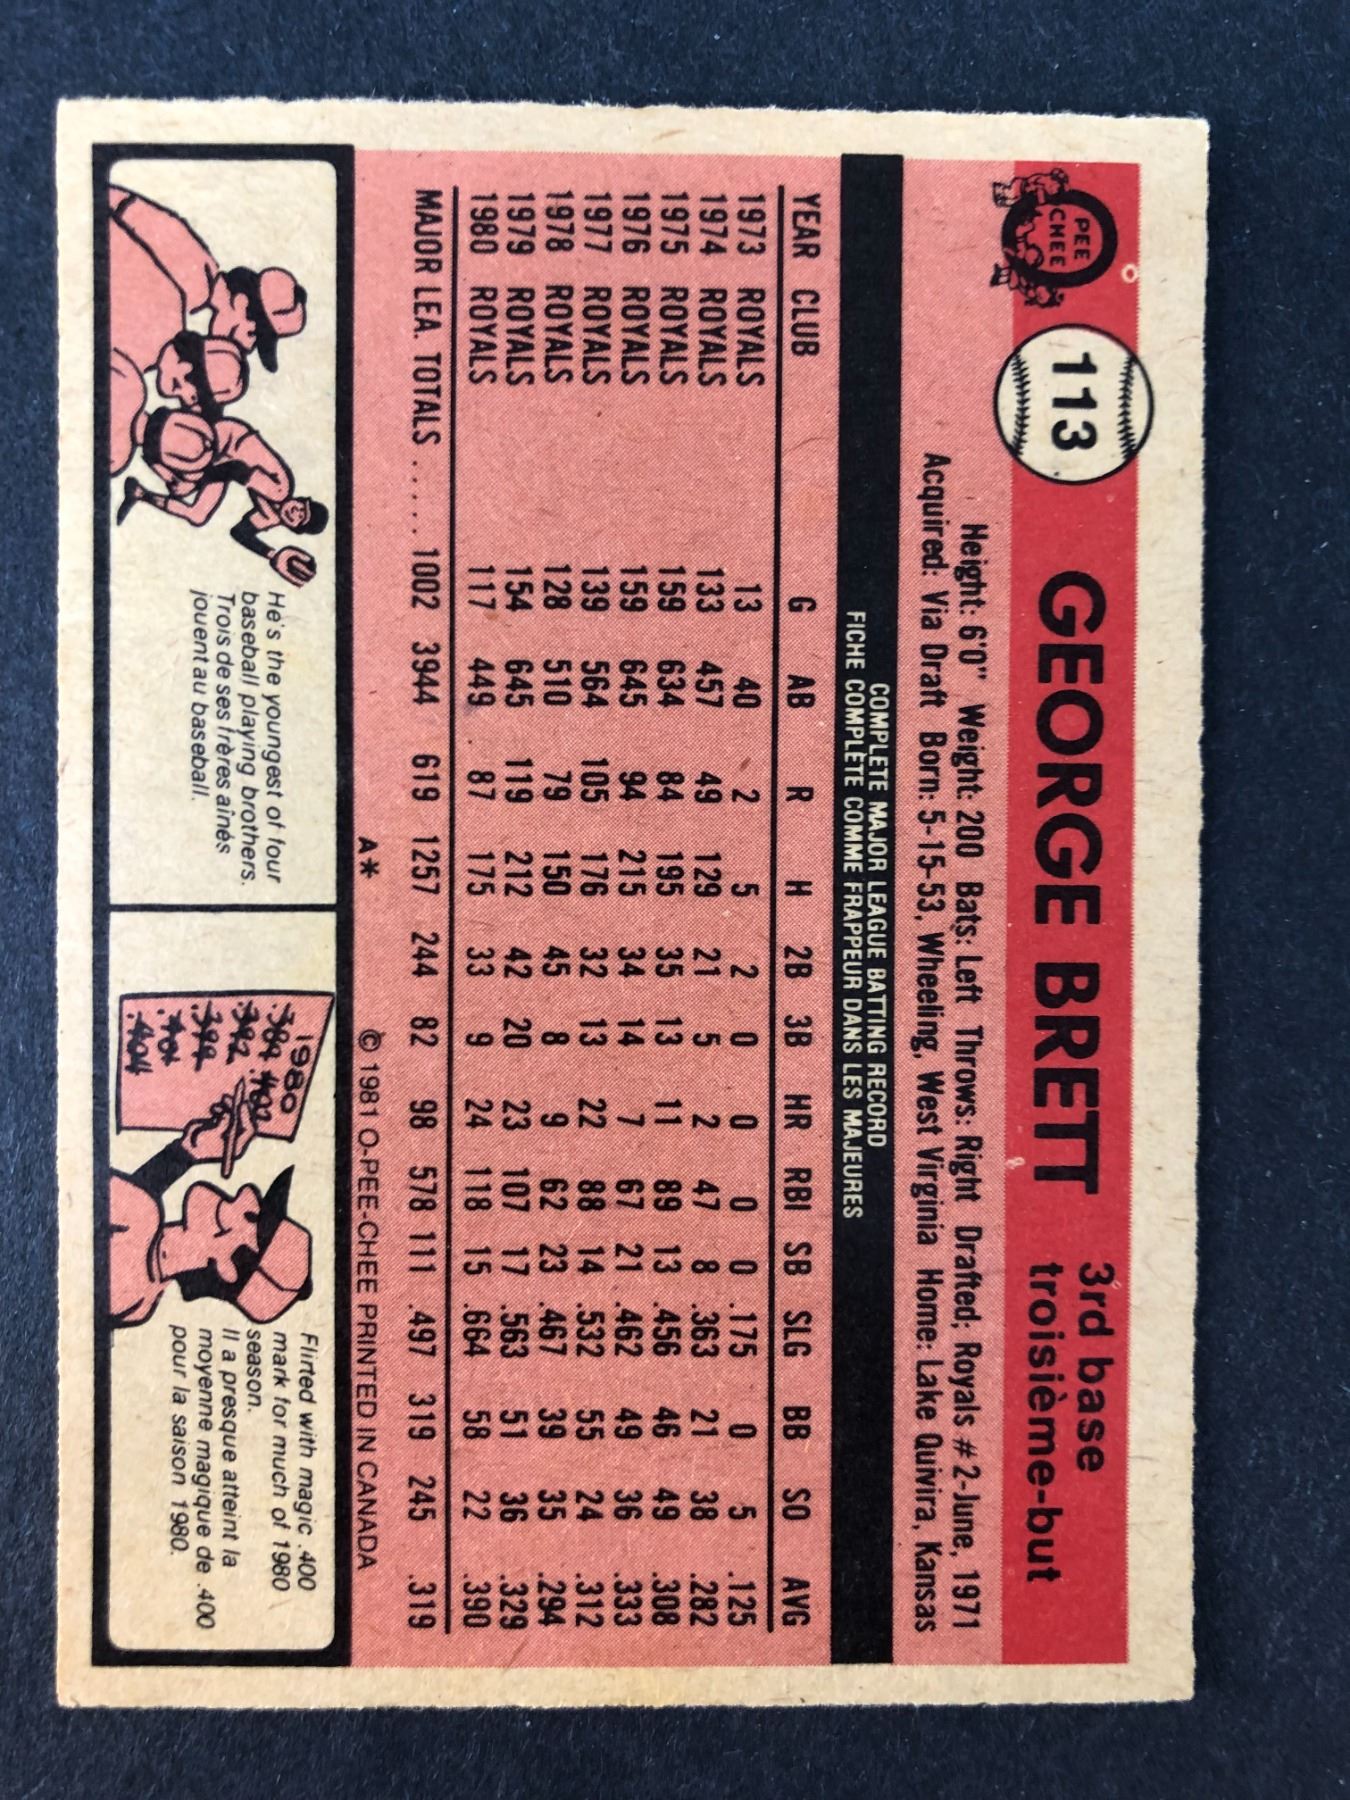 O
PEE
CHEE
113
GEORGE BRETT
3rd base
troisième-but
Height: 6'0" Weight: 200 Bats: Left Throws: Right Drafted: Royals #2-June, 1971
Acquired: Via Draft Born: 5-15-53, Wheeling, West Virginia Home: Lake Quivira, Kansas
COMPLETE MAJOR LEAGUE BATTING RECORD
FICHE COMPLÈTE COMME FRAPPEUR DANS LES MAJEURES
YEAR CLUB G AB R H 2B 3B HR RBI SB SLG BB SO AVG
1973 ROYALS 13 40 2 5 2 0 0 0 0 .175 0 5 .125
1974 ROYALS 133 457 49 129 21 5 2 47 8 .363 21 38 .282
1975 ROYALS 159 634 84 195 35 13 11 89 13 .456 46 49 .308
1976 ROYALS 159 645 94 215 34 14 7 67 21 .462 49 36 .333
1977 ROYALS 139 564 105 176 32 13 22 88 14 .532 55 24 .312
1978 ROYALS 128 510 79 150 45 8 9 62 23 .467 39 35 .294
1979 ROYALS 154 645 119 212 42 20 23 107 17 .563 51 36 .329
1980 ROYALS 117 449 87 175 33 9 24 118 15 .664 58 22 .390
MAJOR LEA. TOTALS ...... 1002 3944 619 1257 244 82 98 578 111 .497 319 245 .319
A* © 1981 O-PEE-CHEE PRINTED IN CANADA
He's the youngest of four
baseball playing brothers.
Trois de ses frères aînés
jouent au baseball.
1980
.389 .402
.392
.399
.401
.404
Flirted with magic .400
mark for much of 1980
season.
Il a presque atteint la
moyenne magique de .400
pour la saison 1980.